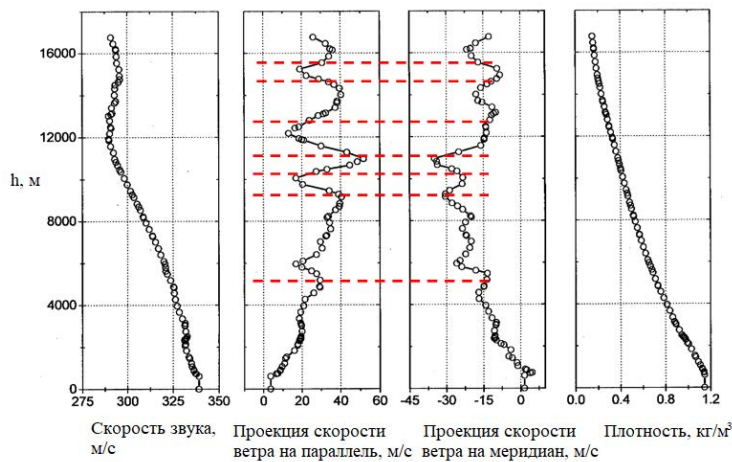 16000
12000
h, м
8000
4000
0
275 300 325 350
0 20 40 60
-45 -30 -15 0
0.0 0.4 0.8 1.2
Скорость звука,
м/с
Проекция скорости
ветра на параллель, м/с
Проекция скорости
ветра на меридиан, м/с
Плотность, кг/м³